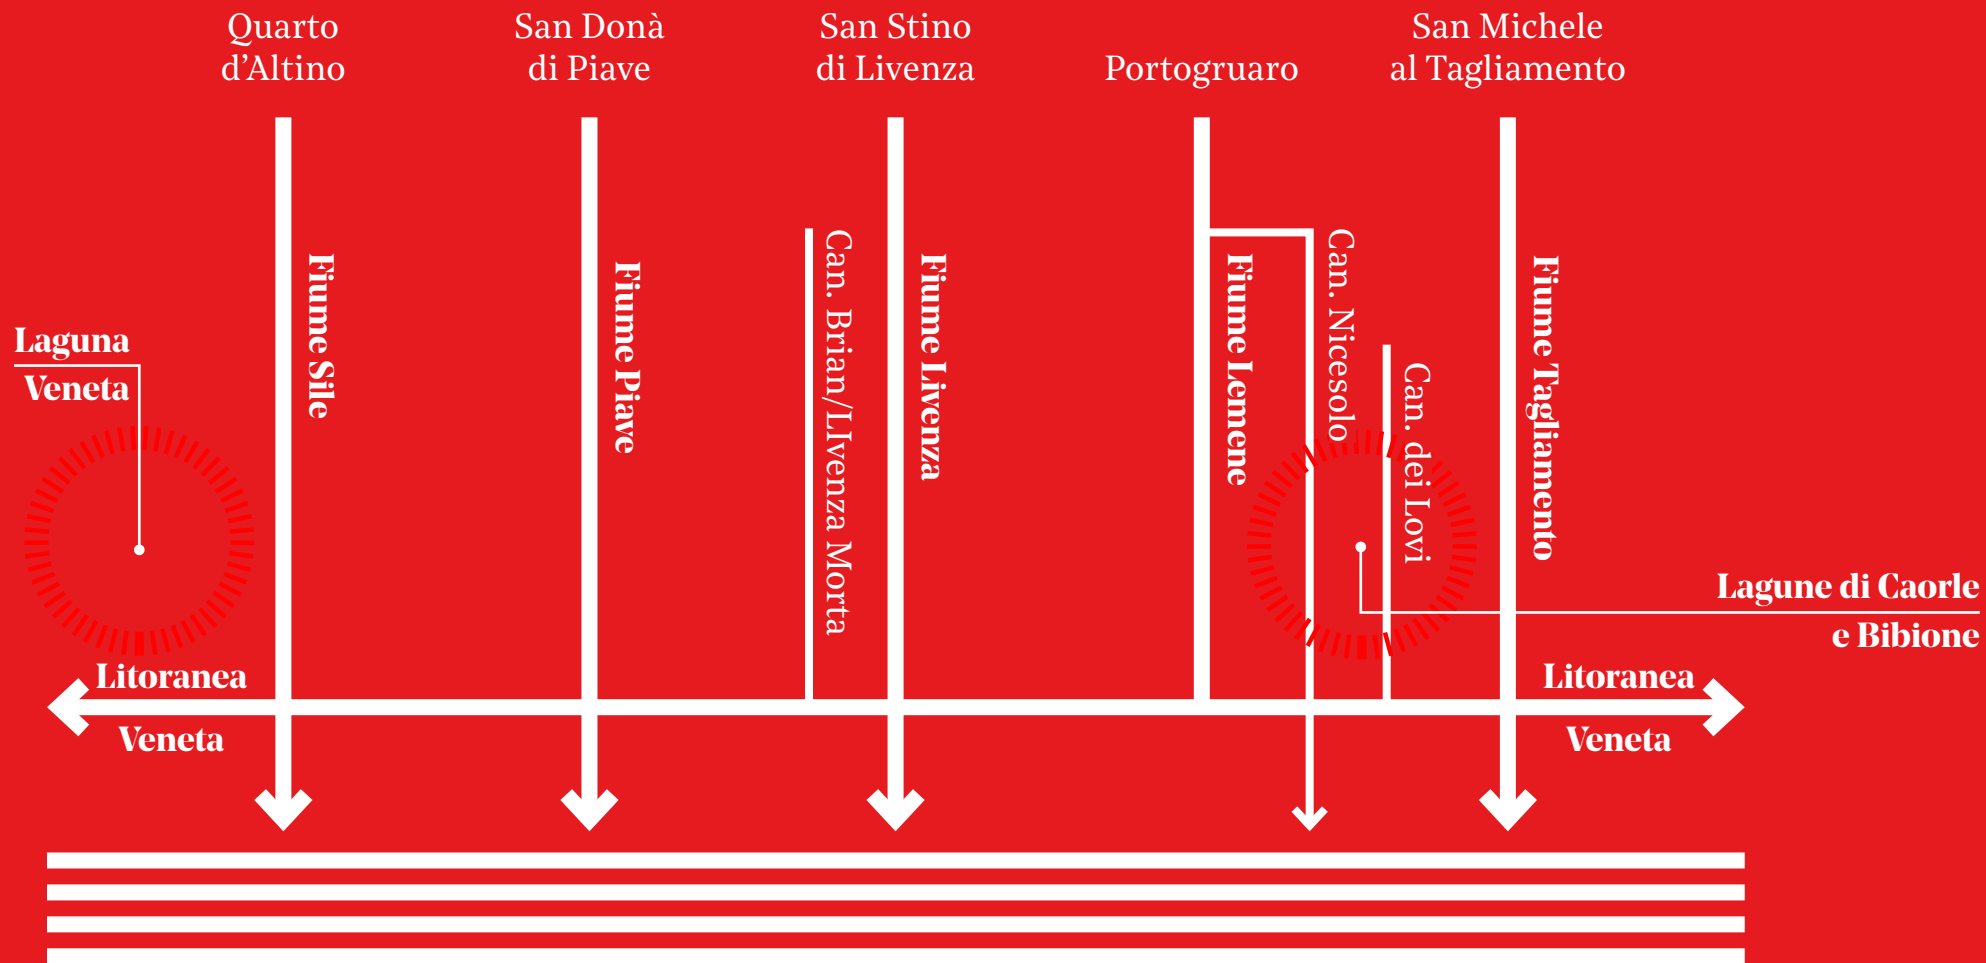 Quarto
d’Altino
San Donà
di Piave
San Stino
di Livenza
Portogruaro
San Michele
al Tagliamento
Fiume Sile
Fiume Piave
Can. Brian/LIvenza Morta
Fiume Livenza
Fiume Lemene
Can. Nicesolo
Can. dei Lovi
Fiume Tagliamento
Laguna
Veneta
Lagune di Caorle
e Bibione
Litoranea
Veneta
Litoranea
Veneta